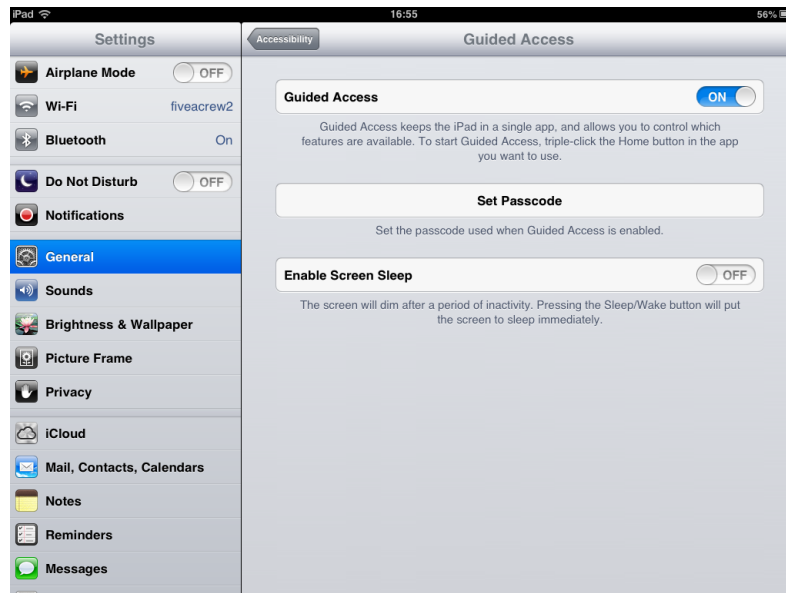 iPad 16:55 56%
Settings
Airplane Mode OFF
Wi-Fi fiveacrew2
Bluetooth On
Do Not Disturb OFF
Notifications
General
Sounds
Brightness & Wallpaper
Picture Frame
Privacy
iCloud
Mail, Contacts, Calendars
Notes
Reminders
Messages
Accessibility Guided Access
Guided Access ON
Guided Access keeps the iPad in a single app, and allows you to control which
features are available. To start Guided Access, triple-click the Home button in the app
you want to use.
Set Passcode
Set the passcode used when Guided Access is enabled.
Enable Screen Sleep OFF
The screen will dim after a period of inactivity. Pressing the Sleep/Wake button will put
the screen to sleep immediately.